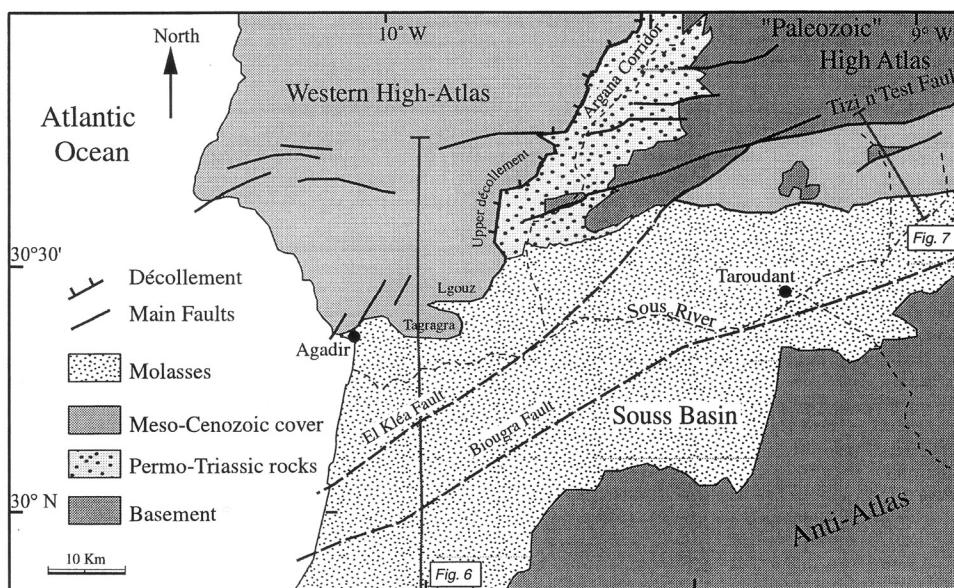 North
10° W
9° W
"Paleozoic"
High Atlas
Argana Corridor
Tizi n'Test Faul
Western High-Atlas
Atlantic
Ocean
Upper décollement
Fig. 7
30°30'
Décollement
Main Faults
Lgouz
Tagragra
Agadir
Taroudant
Sous River
Molasses
El Kléa Fault
Biougra Fault
Souss Basin
Meso-Cenozoic cover
Permo-Triassic rocks
30° N
Basement
Anti-Atlas
10 Km
Fig. 6